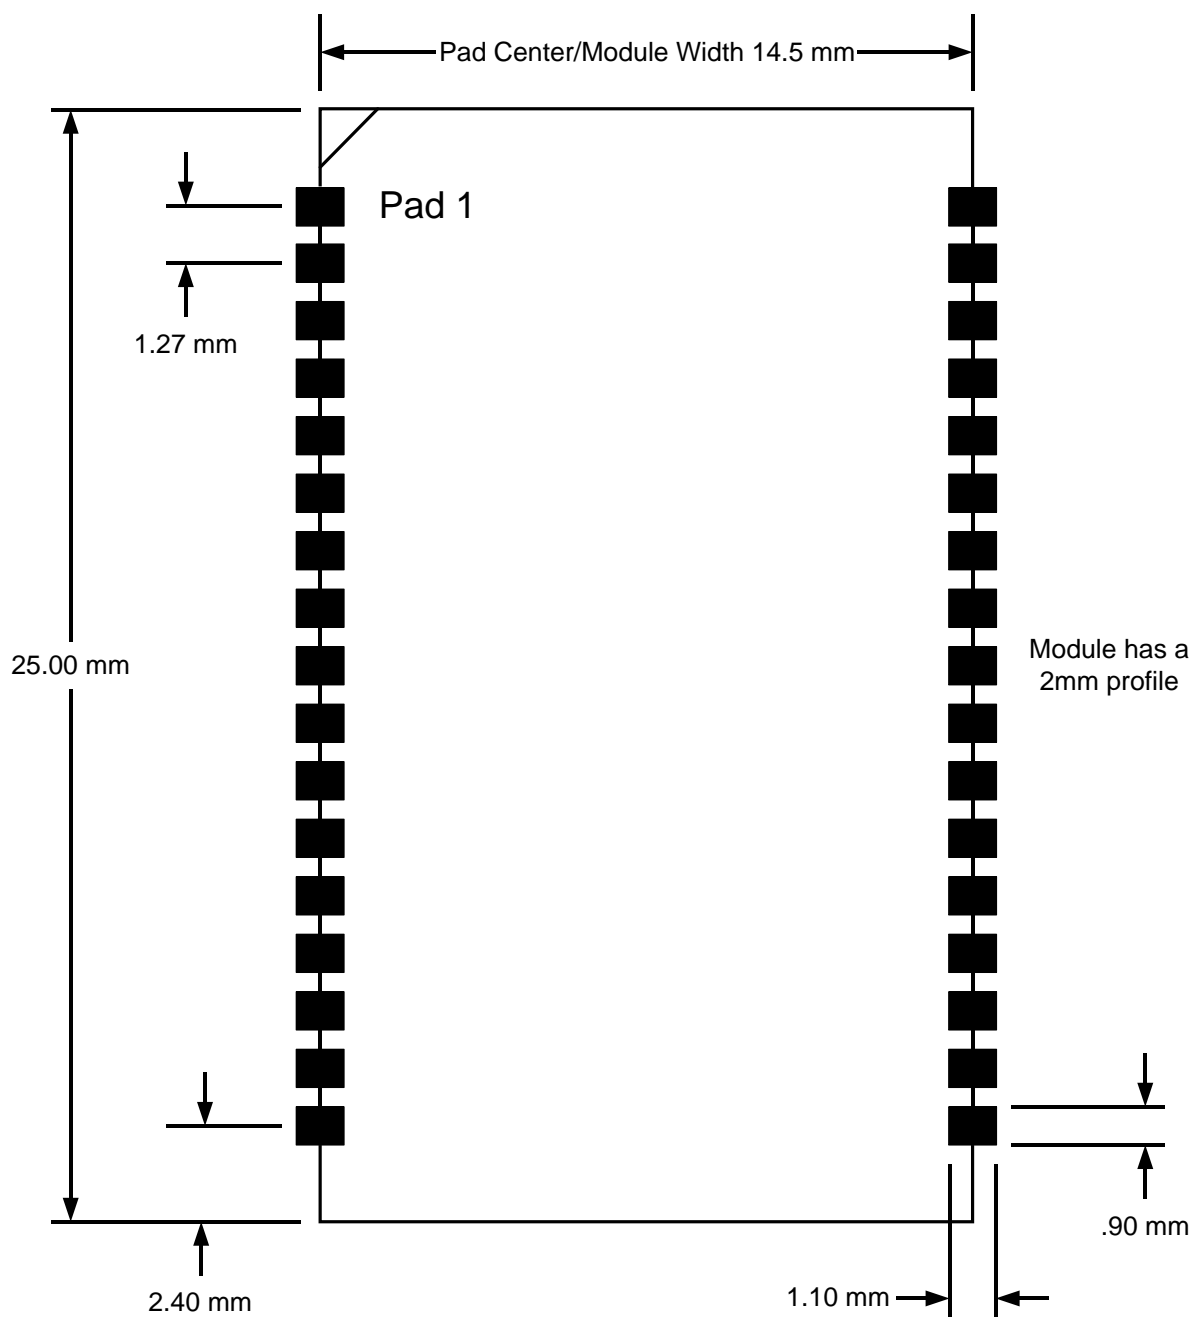 Pad Center/Module Width 14.5 mm
Pad 1
1.27 mm
25.00 mm
Module has a
2mm profile
.90 mm
2.40 mm
1.10 mm